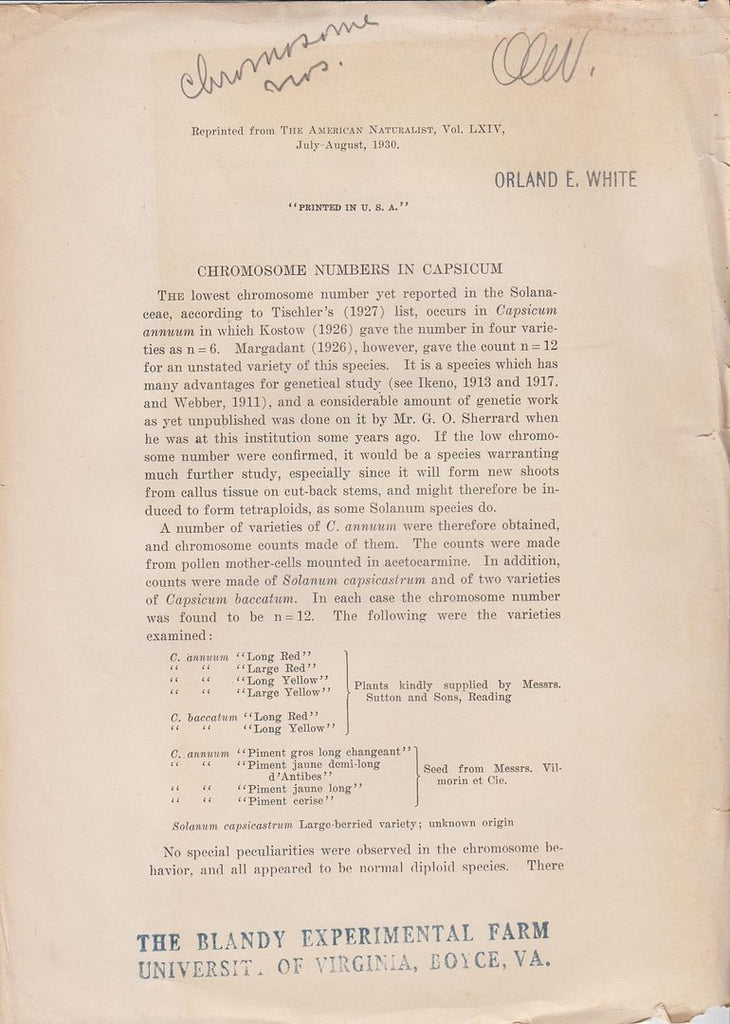 chromosome
nos.
OEW.
Reprinted from THE AMERICAN NATURALIST, Vol. LXIV,
July-August, 1930.
ORLAND E. WHITE
‘‘PRINTED IN U. S. A.’’
CHROMOSOME NUMBERS IN CAPSICUM
THE lowest chromosome number yet reported in the Solana-
ceae, according to Tischler's (1927) list, occurs in Capsicum
annuum in which Kostow (1926) gave the number in four varie-
ties as n = 6. Margadant (1926), however, gave the count n = 12
for an unstated variety of this species. It is a species which has
many advantages for genetical study (see Ikeno, 1913 and 1917.
and Webber, 1911), and a considerable amount of genetic work
as yet unpublished was done on it by Mr. G. O. Sherrard when
he was at this institution some years ago. If the low chromo-
some number were confirmed, it would be a species warranting
much further study, especially since it will form new shoots
from callus tissue on cut-back stems, and might therefore be in-
duced to form tetraploids, as some Solanum species do.
A number of varieties of C. annuum were therefore obtained,
and chromosome counts made of them. The counts were made
from pollen mother-cells mounted in acetocarmine. In addition,
counts were made of Solanum capsicastrum and of two varieties
of Capsicum baccatum. In each case the chromosome number
was found to be n = 12. The following were the varieties
examined:
C. annuum ‘‘Long Red’’
‘‘ ‘‘ ‘‘Large Red’’
‘‘ ‘‘ ‘‘Long Yellow’’
‘‘ ‘‘ ‘‘Large Yellow’’
C. baccatum ‘‘Long Red’’
‘‘ ‘‘ ‘‘Long Yellow’’
Plants kindly supplied by Messrs.
Sutton and Sons, Reading
C. annuum ‘‘Piment gros long changeant’’
‘‘ ‘‘ ‘‘Piment jaune demi-long
d'Antibes’’
‘‘ ‘‘ ‘‘Piment jaune long’’
‘‘ ‘‘ ‘‘Piment cerise’’
Seed from Messrs. Vil-
morin et Cie.
Solanum capsicastrum Large-berried variety; unknown origin
No special peculiarities were observed in the chromosome be-
havior, and all appeared to be normal diploid species. There
THE BLANDY EXPERIMENTAL FARM
UNIVERSIT. OF VIRGINIA, BOYCE, VA.